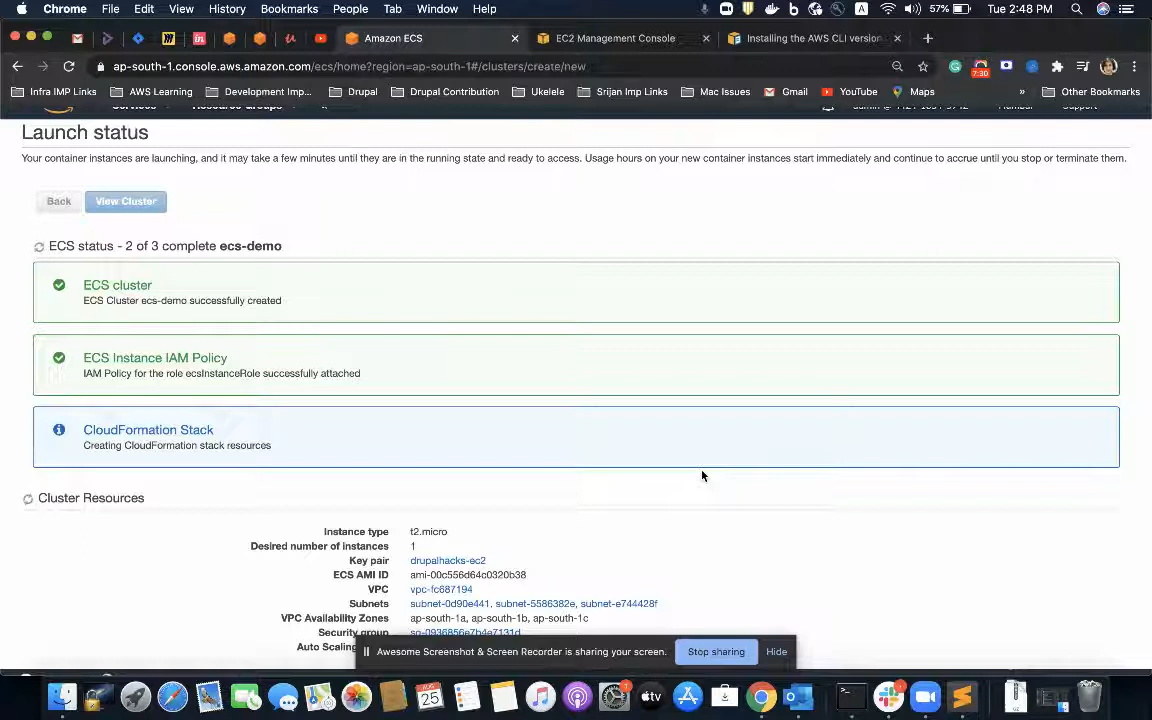 Chrome File Edit View History Bookmarks People Tab Window Help 57% Tue 2:48 PM
Amazon ECS EC2 Management Console Installing the AWS CLI version
ap-south-1.console.aws.amazon.com/ecs/home?region=ap-south-1#/clusters/create/new 7:30
Infra IMP Links AWS Learning Development Imp... Drupal Drupal Contribution Ukelele Srijan Imp Links Mac Issues Gmail YouTube Maps » Other Bookmarks
Launch status
Your container instances are launching, and it may take a few minutes until they are in the running state and ready to access. Usage hours on your new container instances start immediately and continue to accrue until you stop or terminate them.
Back View Cluster
ECS status - 2 of 3 complete ecs-demo
ECS cluster
ECS Cluster ecs-demo successfully created
ECS Instance IAM Policy
IAM Policy for the role ecsInstanceRole successfully attached
CloudFormation Stack
Creating CloudFormation stack resources
Cluster Resources
Instance type t2.micro
Desired number of instances 1
Key pair drupalhacks-ec2
ECS AMI ID ami-00c556d64c0320b38
VPC vpc-fc687194
Subnets subnet-0d90e441, subnet-5586382e, subnet-e744428f
VPC Availability Zones ap-south-1a, ap-south-1b, ap-south-1c
Security group sg-0936856e7b4e7131d
Auto Scaling
Awesome Screenshot & Screen Recorder is sharing your screen. Stop sharing Hide